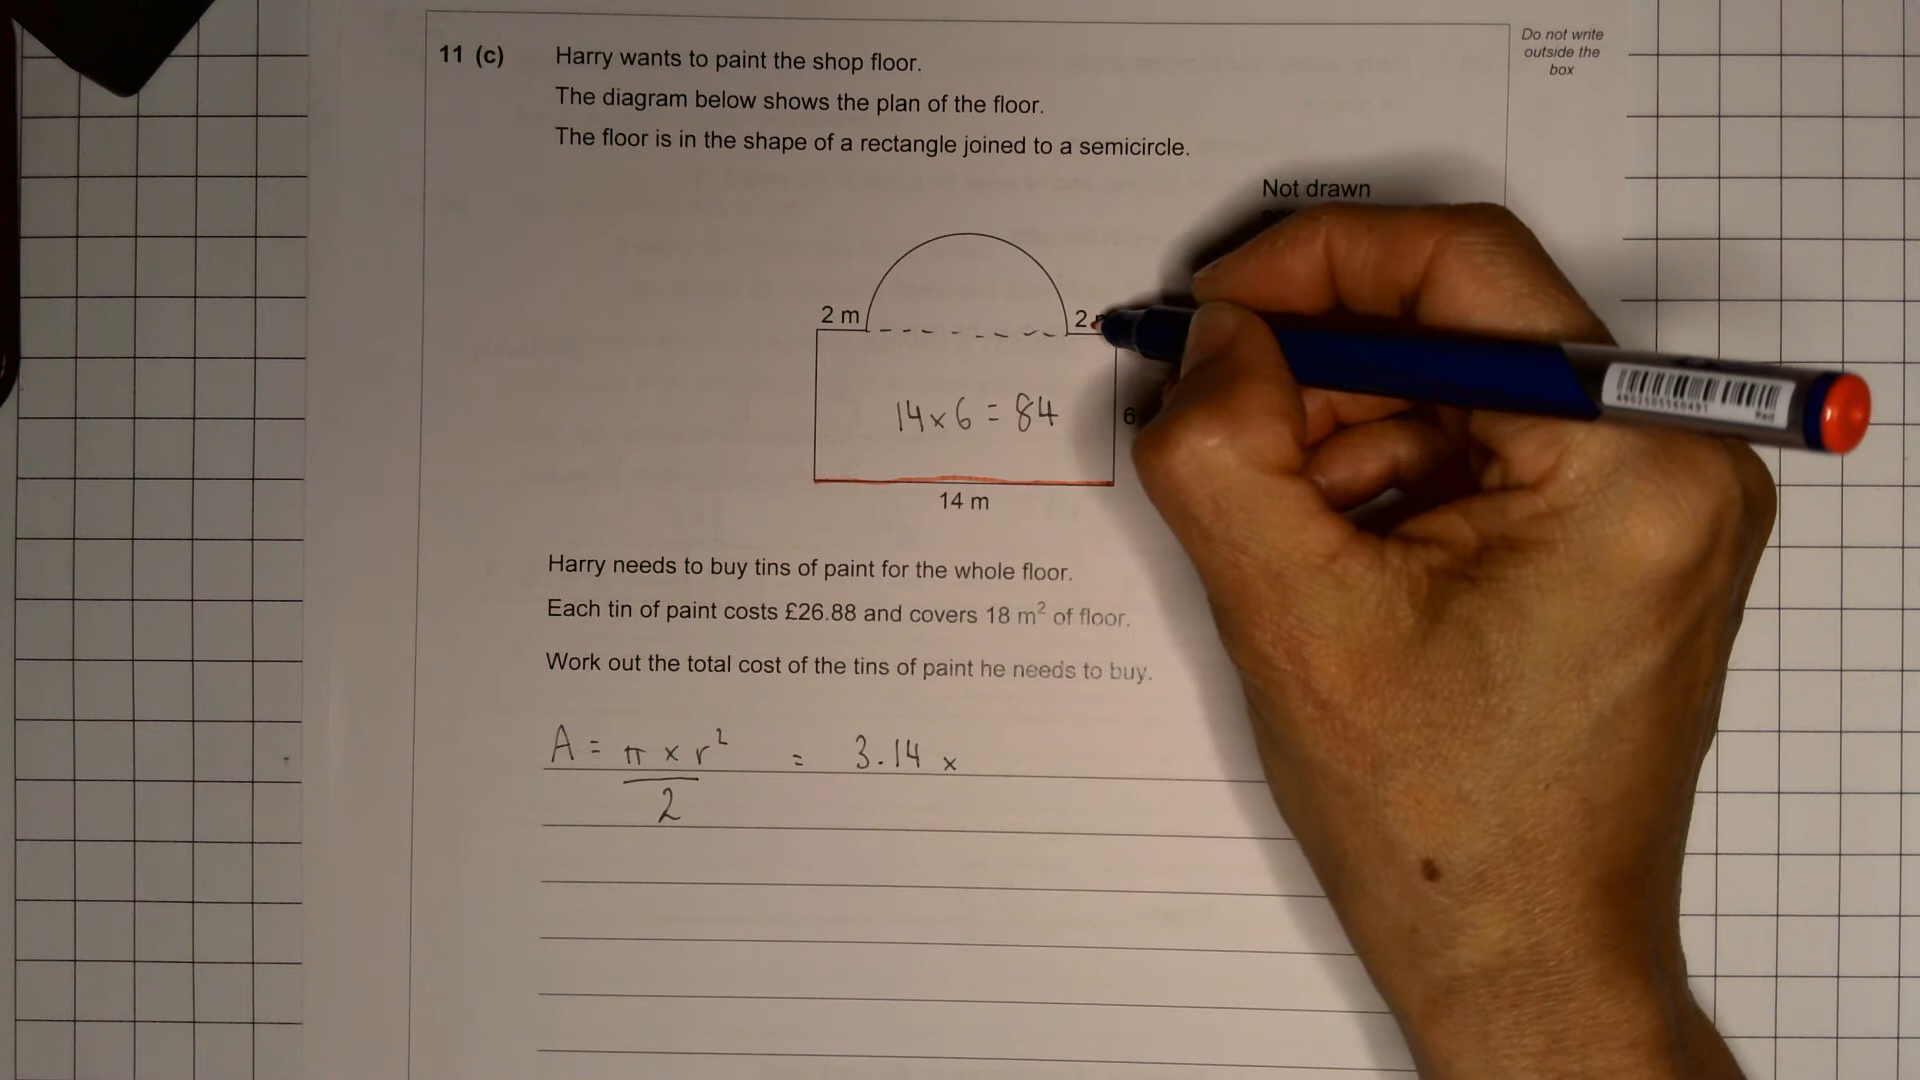 11 (c) Harry wants to paint the shop floor.
The diagram below shows the plan of the floor.
The floor is in the shape of a rectangle joined to a semicircle.
Do not write
outside the
box
Not drawn
2 m
2
14 × 6 = 84
6
14 m
Harry needs to buy tins of paint for the whole floor.
Each tin of paint costs £26.88 and covers 18 m² of floor.
Work out the total cost of the tins of paint he needs to buy.
A = π × r² = 3.14 ×
2